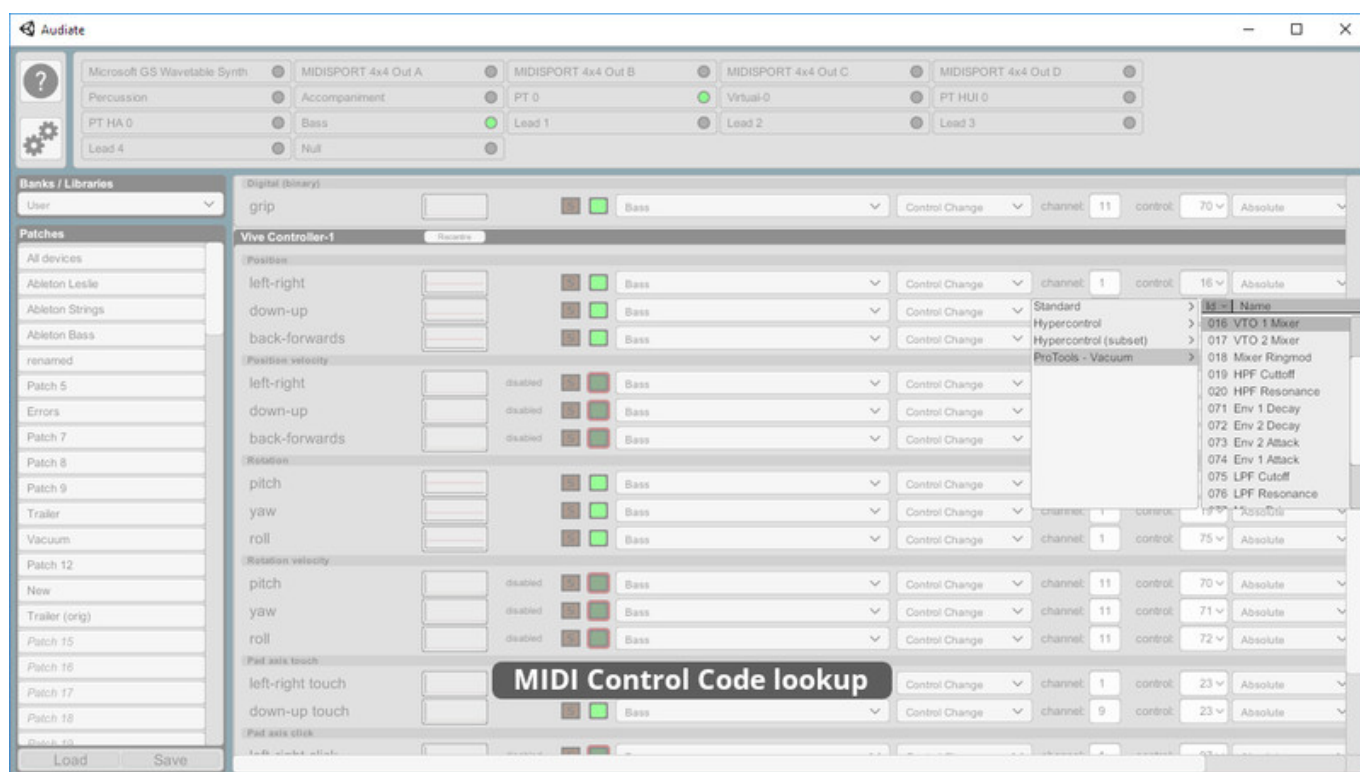 Audiate
Microsoft GS Wavetable Synth MIDISPORT 4x4 Out A MIDISPORT 4x4 Out B MIDISPORT 4x4 Out C MIDISPORT 4x4 Out D
Percussion Accompaniment PT 0 Virtual-0 PT HUI 0
PT HA 0 Bass Lead 1 Lead 2 Lead 3
Lead 4 Null
Banks / Libraries
User
Patches
All devices
Ableton Leslie
Ableton Strings
Ableton Bass
renamed
Patch 5
Errors
Patch 7
Patch 8
Patch 9
Trailer
Vacuum
Patch 12
New
Trailer (orig)
Patch 15
Patch 16
Patch 17
Patch 18
Patch 19
Load Save
Digital (binary)
grip S Bass Control Change channel: 11 control: 70 Absolute
Vive Controller-1 Recentre
Position
left-right S Bass Control Change channel: 1 control: 16 Absolute
down-up S Bass Control Change
back-forwards S Bass Control Change
Position velocity
left-right disabled S Bass Control Change
down-up disabled S Bass Control Change
back-forwards disabled S Bass Control Change
Rotation
pitch S Bass Control Change
yaw S Bass Control Change channel: 1 control: 19 Absolute
roll S Bass Control Change channel: 1 control: 75 Absolute
Rotation velocity
pitch disabled S Bass Control Change channel: 11 control: 70 Absolute
yaw disabled S Bass Control Change channel: 11 control: 71 Absolute
roll disabled S Bass Control Change channel: 11 control: 72 Absolute
Pad axis touch
left-right touch Control Change channel: 1 control: 23 Absolute
down-up touch S Bass Control Change channel: 9 control: 23 Absolute
Pad axis click
left-right click
Standard
Hypercontrol
Hypercontrol (subset)
ProTools - Vacuum
Id Name
016 VTO 1 Mixer
017 VTO 2 Mixer
018 Mixer Ringmod
019 HPF Cuttoff
020 HPF Resonance
071 Env 1 Decay
072 Env 2 Decay
073 Env 2 Attack
074 Env 1 Attack
075 LPF Cutoff
076 LPF Resonance
MIDI Control Code lookup